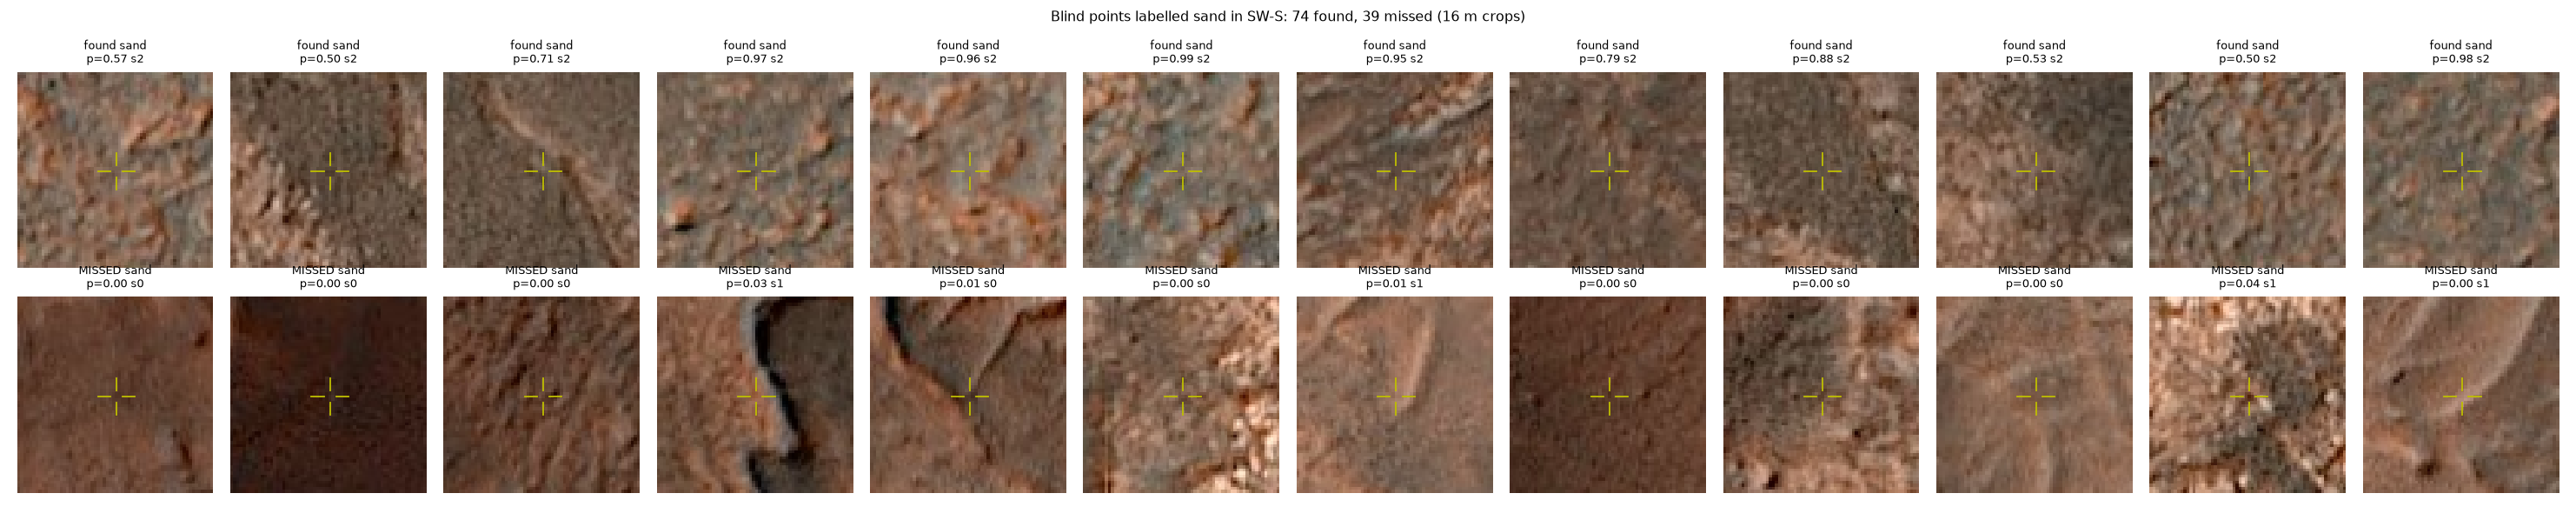 Blind points labelled sand in SW-S: 74 found, 39 missed (16 m crops)
found sand
p=0.57 s2
found sand
p=0.50 s2
found sand
p=0.71 s2
found sand
p=0.97 s2
found sand
p=0.96 s2
found sand
p=0.99 s2
found sand
p=0.95 s2
found sand
p=0.79 s2
found sand
p=0.88 s2
found sand
p=0.53 s2
found sand
p=0.50 s2
found sand
p=0.98 s2
MISSED sand
p=0.00 s0
MISSED sand
p=0.00 s0
MISSED sand
p=0.00 s0
MISSED sand
p=0.03 s1
MISSED sand
p=0.01 s0
MISSED sand
p=0.00 s0
MISSED sand
p=0.01 s1
MISSED sand
p=0.00 s0
MISSED sand
p=0.00 s0
MISSED sand
p=0.00 s0
MISSED sand
p=0.04 s1
MISSED sand
p=0.00 s1